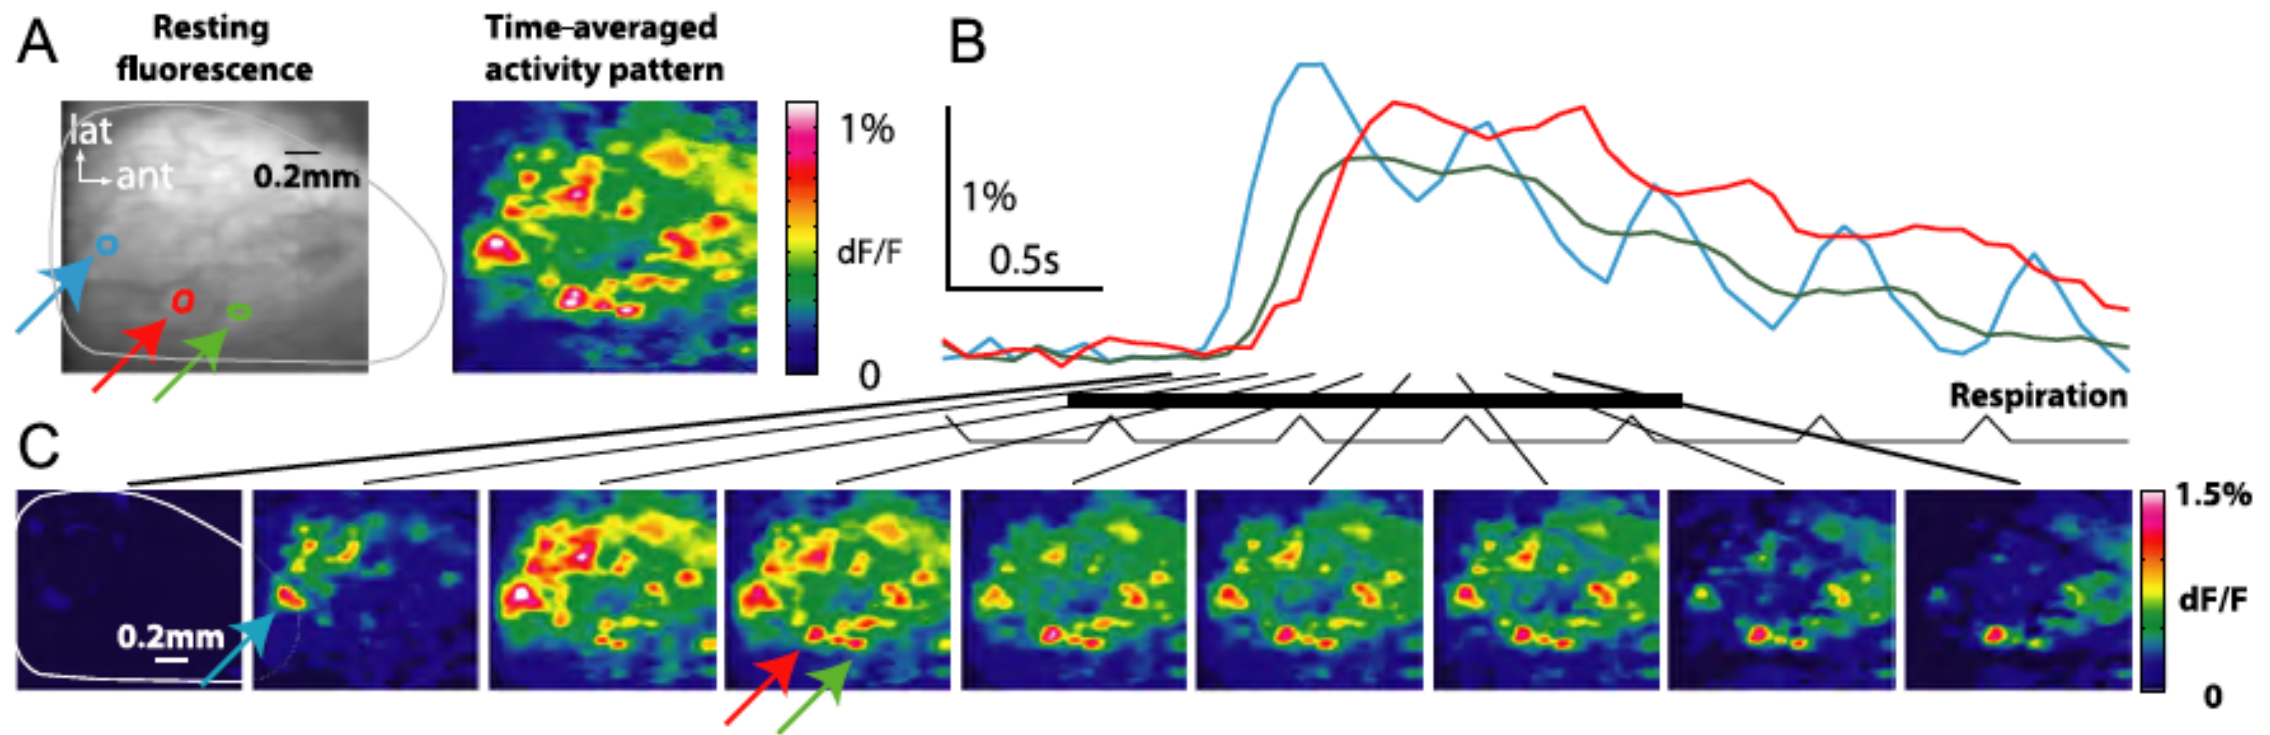 A
Resting
fluorescence
lat
ant
0.2mm
Time-averaged
activity pattern
1%
dF/F
0
B
1%
0.5s
Respiration
C
0.2mm
1.5%
dF/F
0